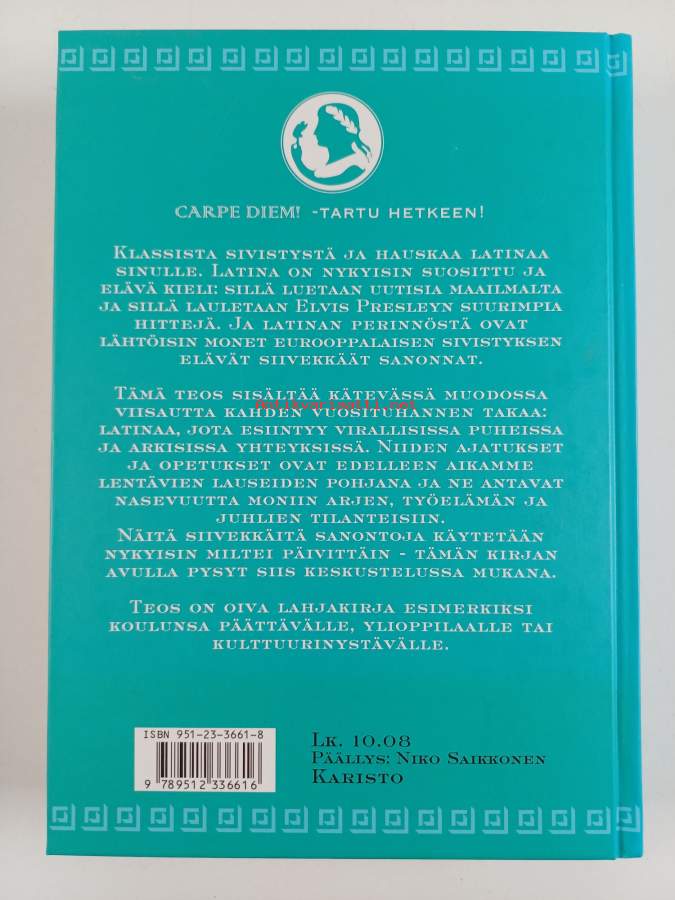 CARPE DIEM! -TARTU HETKEEN!
KLASSISTA SIVISTYSTÄ JA HAUSKAA LATINAA
SINULLE. LATINA ON NYKYISIN SUOSITTU JA
ELÄVÄ KIELI: SILLÄ LUETAAN UUTISIA MAAILMALTA
JA SILLÄ LAULETAAN ELVIS PRESLEYN SUURIMPIA
HITTEJÄ. JA LATINAN PERINNÖSTÄ OVAT
LÄHTÖISIN MONET EUROOPPALAISEN SIVISTYKSEN
ELÄVÄT SIIVEKKÄÄT SANONNAT.
TÄMÄ TEOS SISÄLTÄÄ KÄTEVÄSSÄ MUODOSSA
VIISAUTTA KAHDEN VUOSITUHANNEN TAKAA:
LATINAA, JOTA ESIINTYY VIRALLISISSA PUHEISSA
JA ARKISISSA YHTEYKSISSÄ. NIIDEN AJATUKSET
JA OPETUKSET OVAT EDELLEEN AIKAMME
LENTÄVIEN LAUSEIDEN POHJANA JA NE ANTAVAT
NASEVUUTTA MONIIN ARJEN, TYÖELÄMÄN JA
JUHLIEN TILANTEISIIN.
NÄITÄ SIIVEKKÄITÄ SANONTOJA KÄYTETÄÄN
NYKYISIN MILTEI PÄIVITTÄIN - TÄMÄN KIRJAN
AVULLA PYSYT SIIS KESKUSTELUSSA MUKANA.
TEOS ON OIVA LAHJAKIRJA ESIMERKIKSI
KOULUNSA PÄÄTTÄVÄLLE, YLIOPPILAALLE TAI
KULTTUURINYSTÄVÄLLE.
ISBN 951-23-3661-8
9 789512 336616
LK. 10.08
PÄÄLLYS: NIKO SAIKKONEN
KARISTO